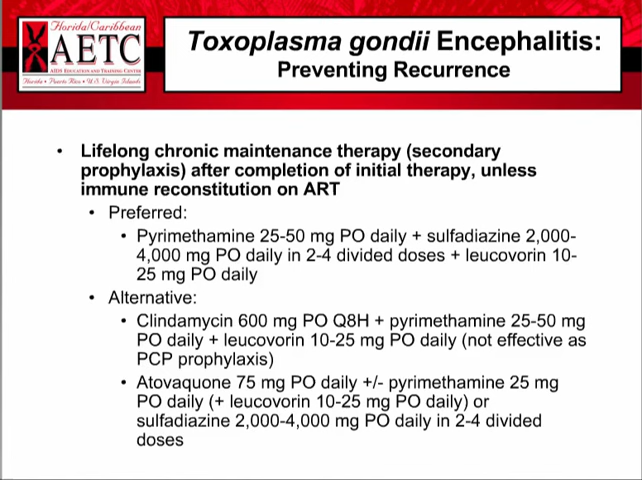 Florida/Caribbean
AETC
AIDS EDUCATION AND TRAINING CENTER
Florida • Puerto Rico • U.S. Virgin Islands
Toxoplasma gondii Encephalitis:
Preventing Recurrence
• Lifelong chronic maintenance therapy (secondary
prophylaxis) after completion of initial therapy, unless
immune reconstitution on ART
• Preferred:
• Pyrimethamine 25-50 mg PO daily + sulfadiazine 2,000-
4,000 mg PO daily in 2-4 divided doses + leucovorin 10-
25 mg PO daily
• Alternative:
• Clindamycin 600 mg PO Q8H + pyrimethamine 25-50 mg
PO daily + leucovorin 10-25 mg PO daily (not effective as
PCP prophylaxis)
• Atovaquone 75 mg PO daily +/- pyrimethamine 25 mg
PO daily (+ leucovorin 10-25 mg PO daily) or
sulfadiazine 2,000-4,000 mg PO daily in 2-4 divided
doses